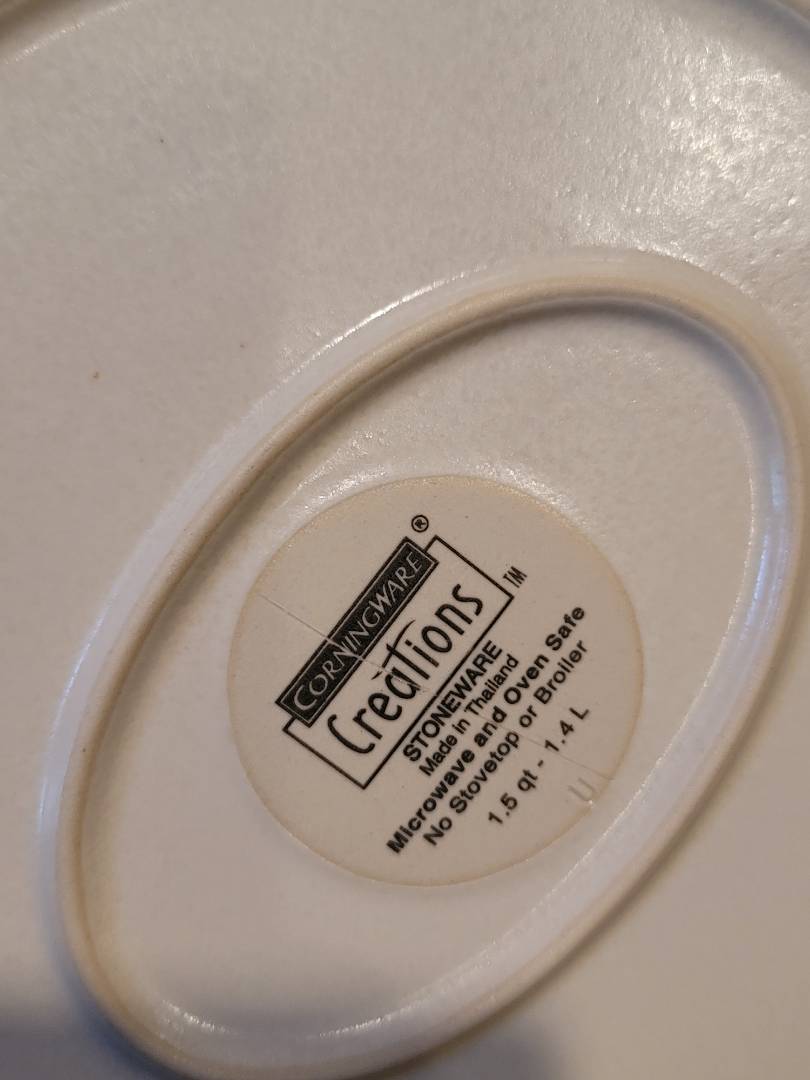 CORNINGWARE®
Creations™
STONEWARE
Made in Thailand
Microwave and Oven Safe
No Stovetop or Broiler
1.5 qt - 1.4 L
U